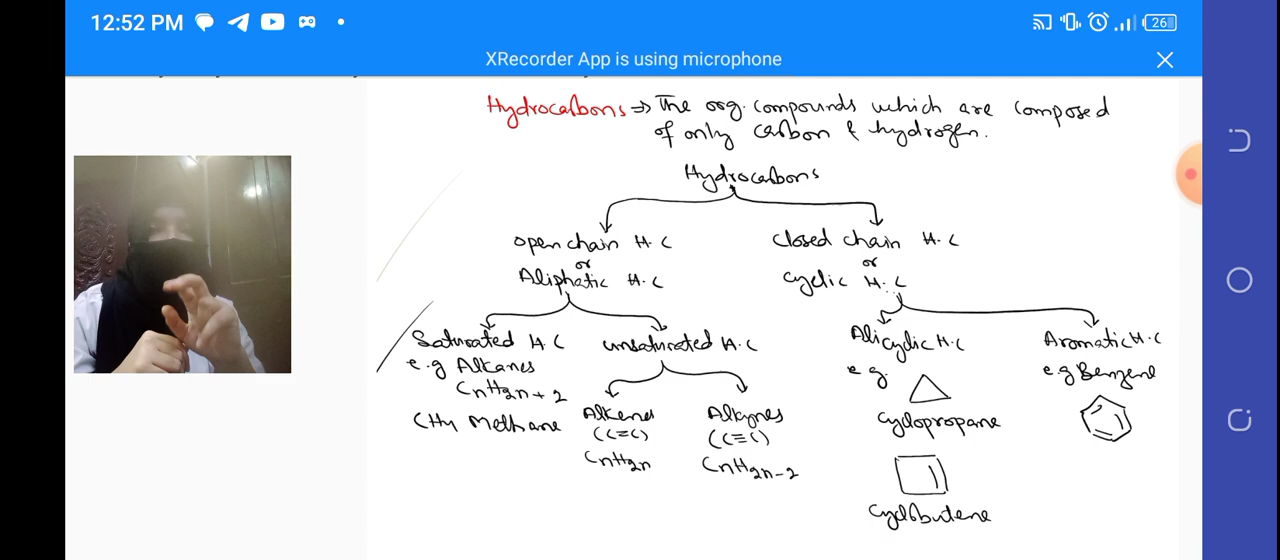 12:52 PM
26
XRecorder App is using microphone
Hydrocarbons ⇒ The org. compounds which are composed
of only carbon & hydrogen.
Hydrocarbons
open chain H.C
or
Aliphatic H.C
Closed chain H.C
or
Cyclic H.C
Saturated H.C
e.g Alkanes
CnH2n+2
CH4 Methane
unsaturated H.C
Alkenes
(C=C)
CnH2n
Alkynes
(C≡C)
CnH2n-2
Alicyclic H.C
e.g.
Cyclopropane
Cyclobutene
Aromatic H.C
e.g Benzene